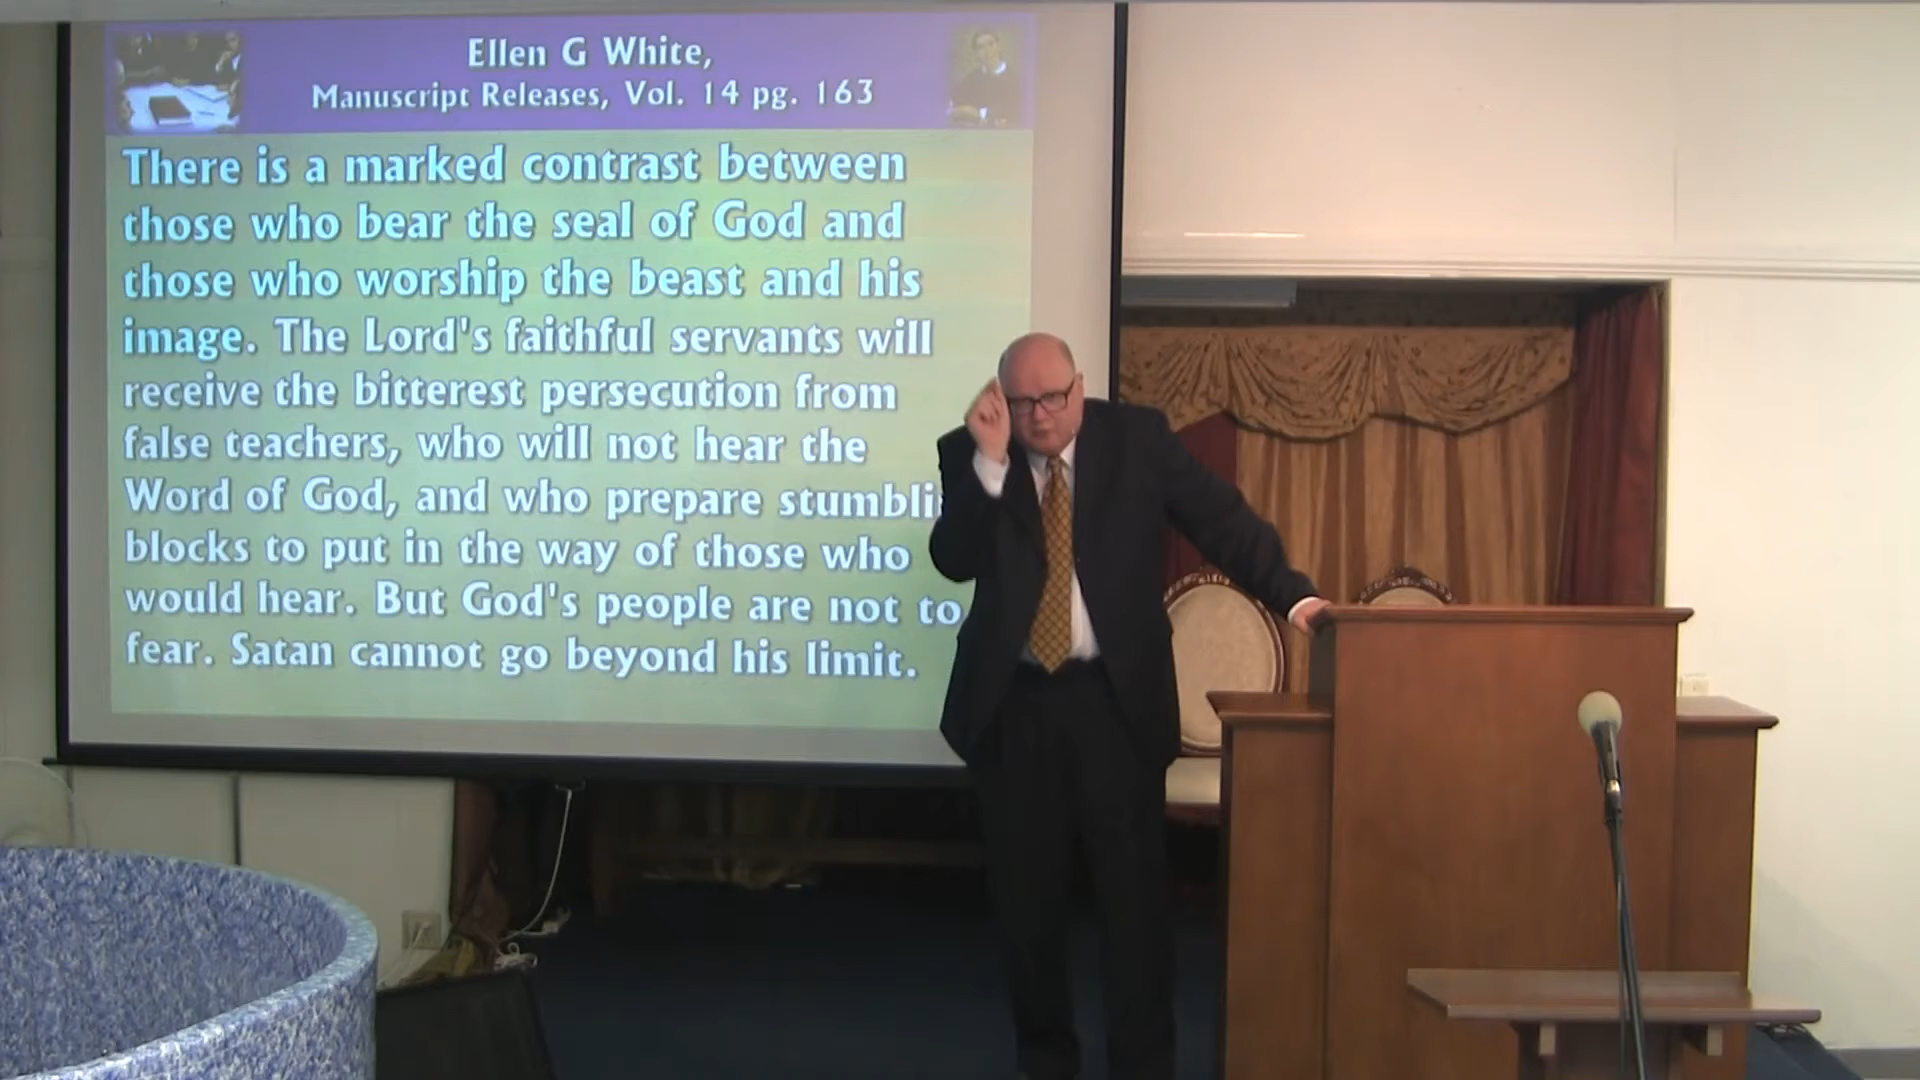 Ellen G White,
Manuscript Releases, Vol. 14 pg. 163
There is a marked contrast between
those who bear the seal of God and
those who worship the beast and his
image. The Lord's faithful servants will
receive the bitterest persecution from
false teachers, who will not hear the
Word of God, and who prepare
blocks to put in the way of those who
would hear. But God's people are not to
fear. Satan cannot go beyond his limit.